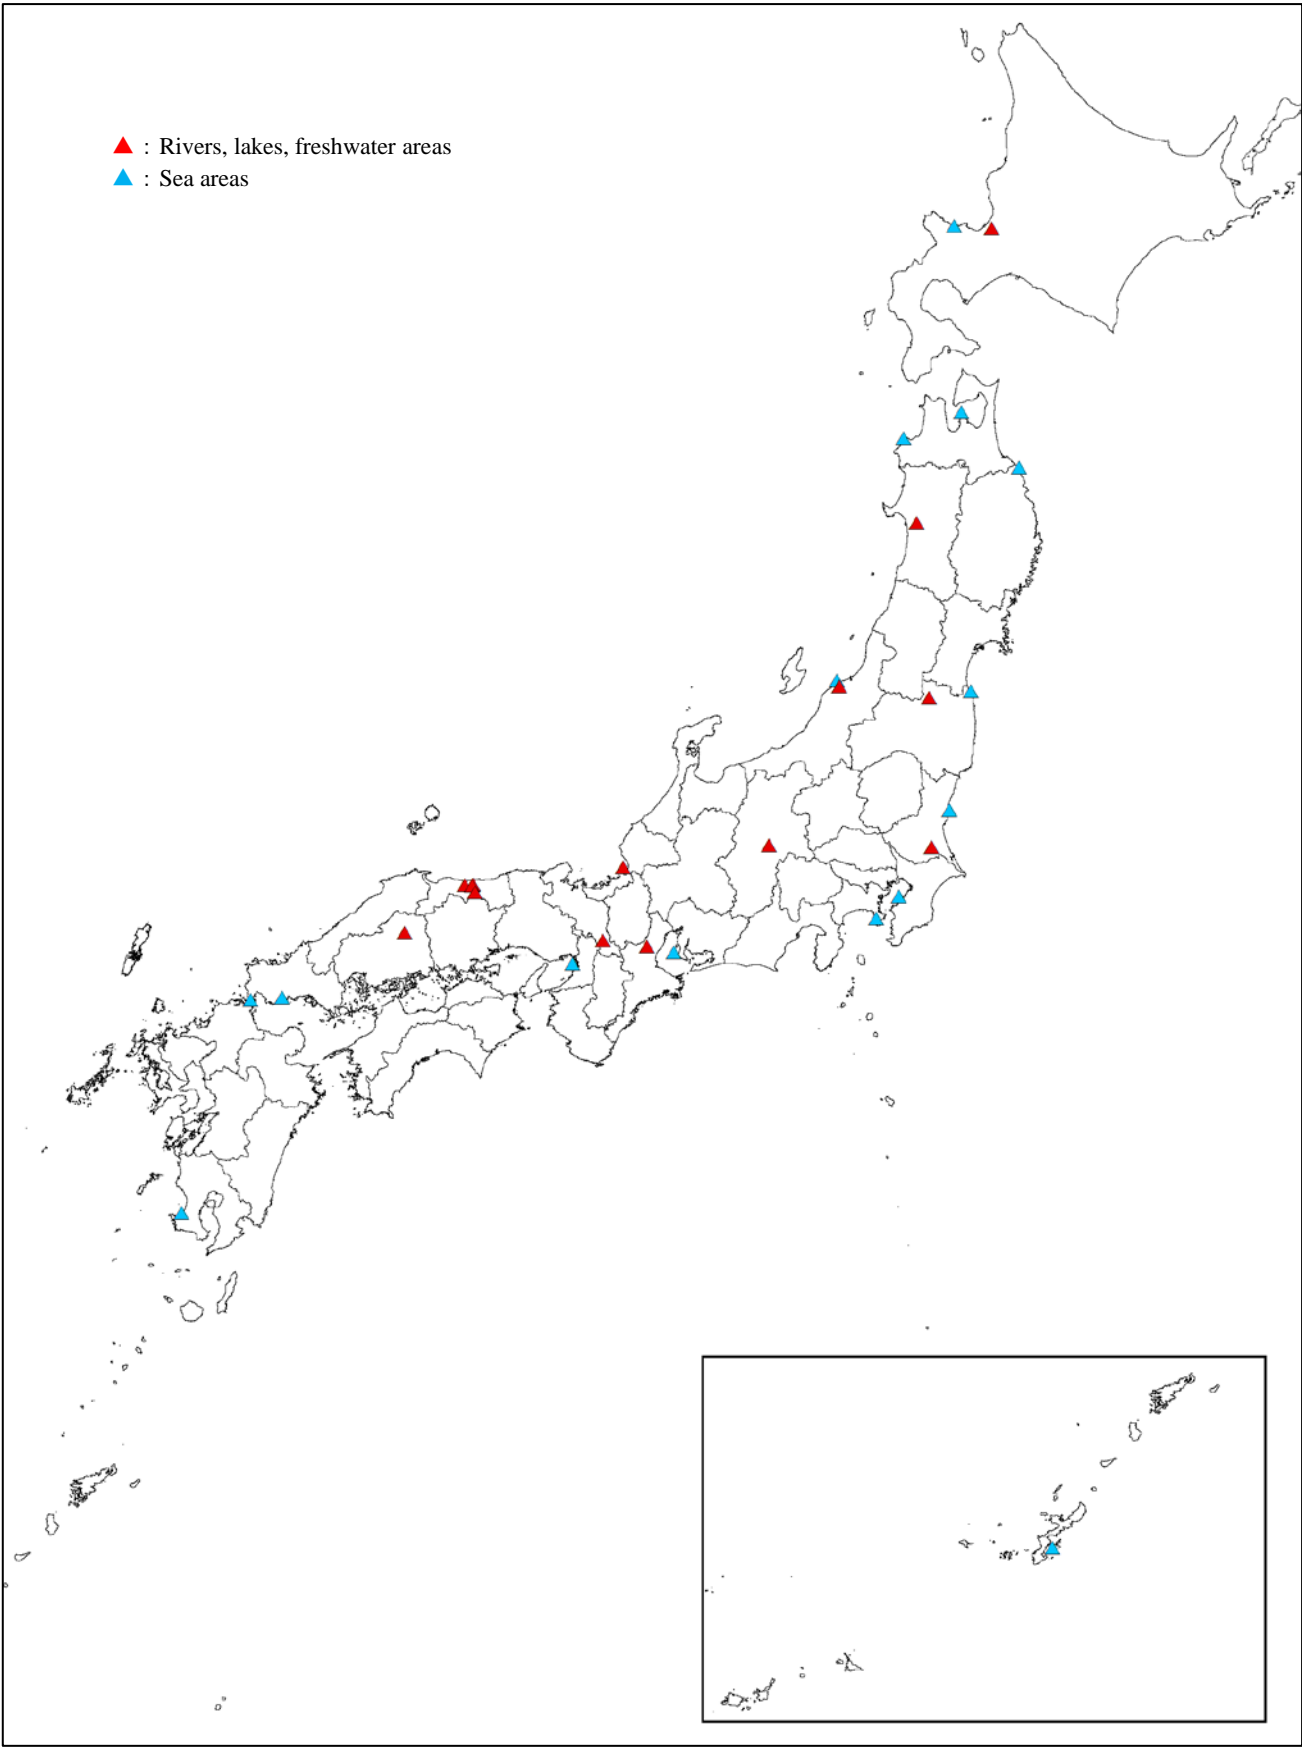 ▲ : Rivers, lakes, freshwater areas
▲ : Sea areas